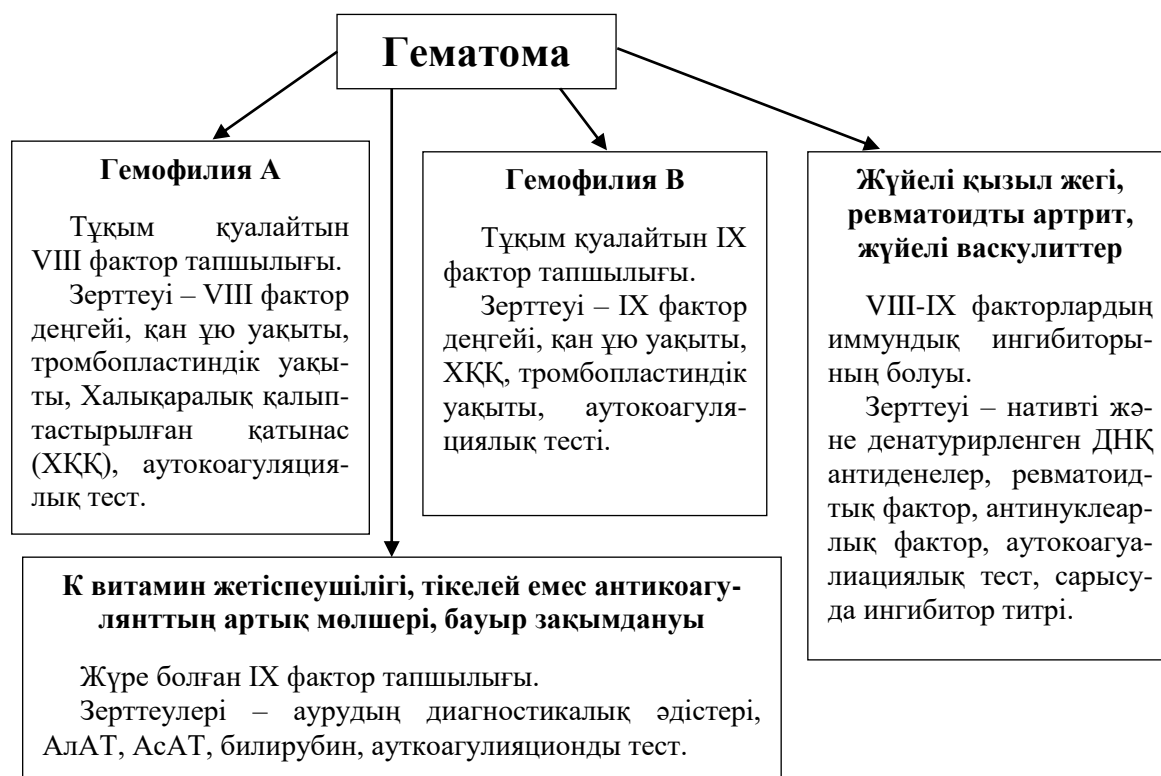 Гематома
Гемофилия А
Тұқым қуалайтын
VIII фактор тапшылығы.
Зерттеуі – VIII фактор
деңгейі, қан ұю уақыты,
тромбопластиндік уақы-
ты, Халықаралық қалып-
тастырылған қатынас
(ХҚҚ), аутокоагуляция-
лық тест.
Гемофилия В
Тұқым қуалайтын IX
фактор тапшылығы.
Зерттеуі – IX фактор
деңгейі, қан ұю уақыты,
ХҚҚ, тромбопластиндік
уақыты, аутокоагуля-
циялық тесті.
Жүйелі қызыл жегі,
ревматоидты артрит,
жүйелі васкулиттер
VIII-IX факторлардың
иммундық ингибиторы-
ның болуы.
Зерттеуі – нативті жә-
не денатурирленген ДНҚ
антиденелер, ревматоид-
тық фактор, антинуклеар-
лық фактор, аутокоагуа-
лиациялық тест, сарысу-
да ингибитор титрі.
К витамин жетіспеушілігі, тікелей емес антикоагу-
лянттың артық мөлшері, бауыр зақымдануы
Жүре болған IX фактор тапшылығы.
Зерттеулері – аурудың диагностикалық әдістері,
АлАТ, АсАТ, билирубин, ауткоагулияционды тест.